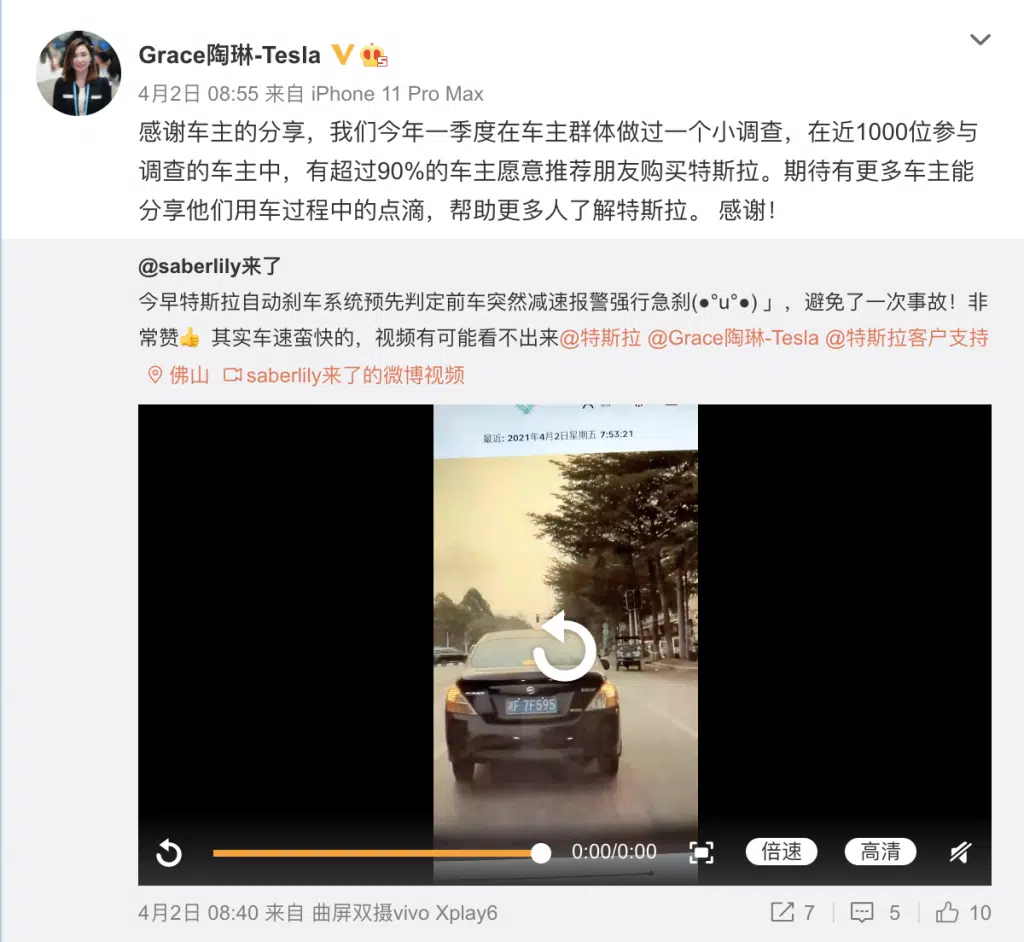 Grace陶琳-Tesla
4月2日 08:55 来自 iPhone 11 Pro Max
感谢车主的分享，我们今年一季度在车主群体做过一个小调查，在近1000位参与
调查的车主中，有超过90%的车主愿意推荐朋友购买特斯拉。期待有更多车主能
分享他们用车过程中的点滴，帮助更多人了解特斯拉。 感谢！
@saberlily来了
今早特斯拉自动刹车系统预先判定前车突然减速报警强行急刹(●°u°●)​ 」，避免了一次事故！非
常赞👍 其实车速蛮快的，视频有可能看不出来@特斯拉 @Grace陶琳-Tesla @特斯拉客户支持
佛山 saberlily来了的微博视频
最近: 2021年4月2日星期五 7:53:21
F 7F595
0:00/0:00 倍速 高清
4月2日 08:40 来自 曲屏双摄vivo Xplay6
7 5 10